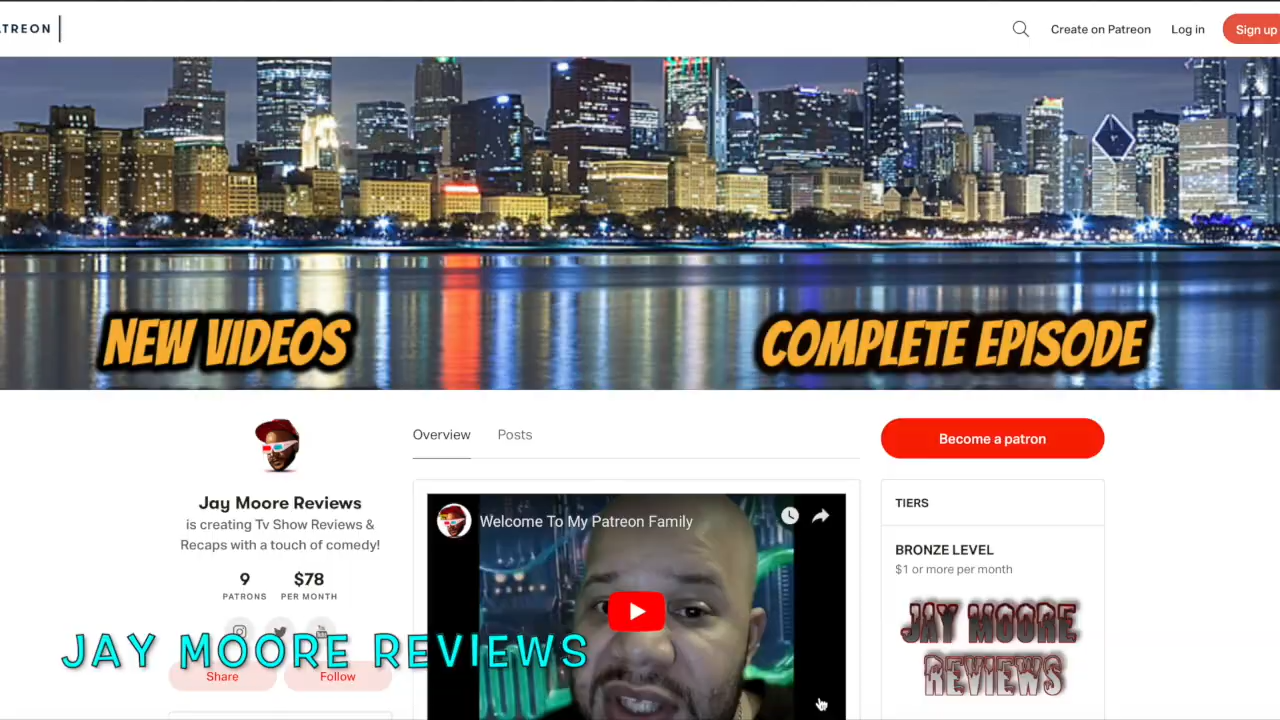 ATREON
Create on Patreon
Log in
Sign up
NEW VIDEOS
COMPLETE EPISODE
Overview
Posts
Become a patron
Jay Moore Reviews
is creating Tv Show Reviews &
Recaps with a touch of comedy!
9
PATRONS
$78
PER MONTH
Share
Follow
Welcome To My Patreon Family
TIERS
BRONZE LEVEL
$1 or more per month
JAY MOORE
REVIEWS
JAY MOORE REVIEWS